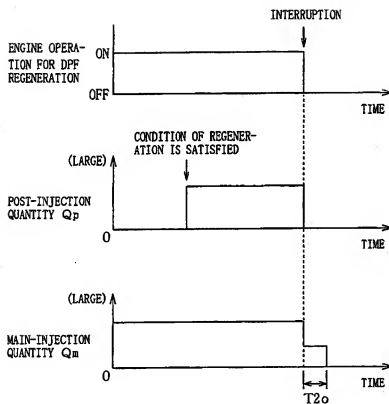 INTERRUPTION
ENGINE OPERA-
TION FOR DPF
REGENERATION
ON
OFF
TIME
CONDITION OF REGENER-
ATION IS SATISFIED
(LARGE)
POST-INJECTION
QUANTITY Qp
0
TIME
(LARGE)
MAIN-INJECTION
QUANTITY Qm
0
TIME
T2o